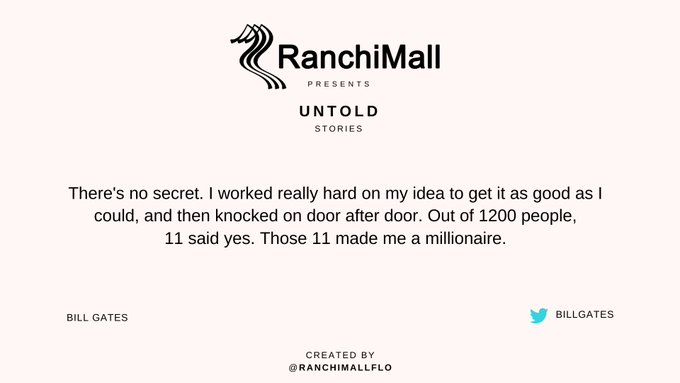 RanchiMall
PRESENTS
UNTOLD
STORIES
There's no secret. I worked really hard on my idea to get it as good as I
could, and then knocked on door after door. Out of 1200 people,
11 said yes. Those 11 made me a millionaire.
BILL GATES
BILLGATES
CREATED BY
@RANCHIMALLFLO